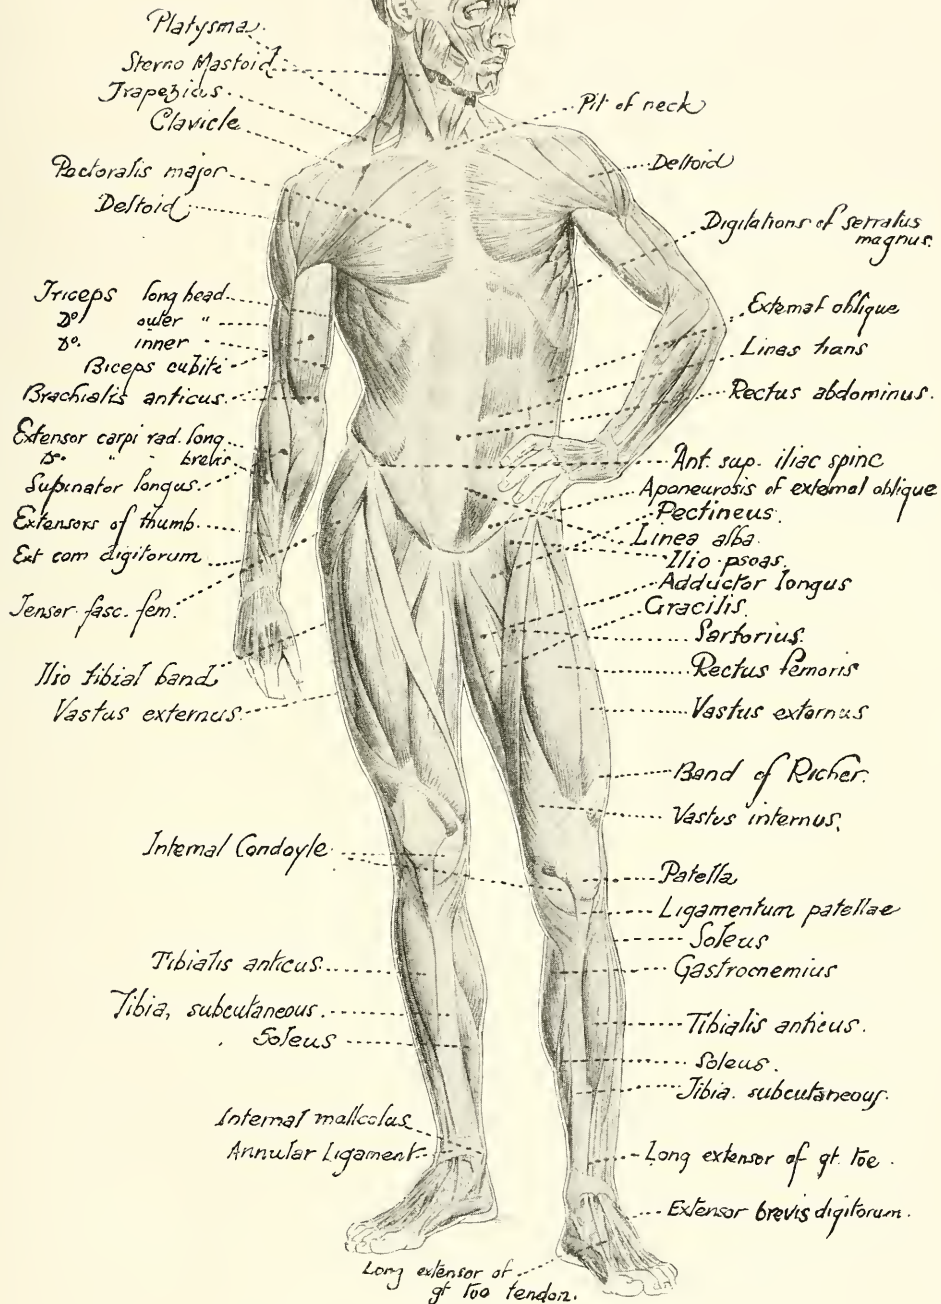 Platysma.
Sterno Mastoid.
Trapezius.
Clavicle
Pectoralis major
Deltoid
Triceps long head
Do outer "
Do. inner "
Biceps cubiti
Brachialis anticus.
Extensor carpi rad. long
Do. " " brevis
Supinator longus.
Extensors of thumb.
Ext com digitorum
Tensor fasc. fem.
Ilio tibial band
Vastus externus.
Internal Condoyle
Tibialis anticus.
Tibia, subcutaneous.
Soleus
Internal malleolus
Annular Ligament
Long extensor of
gt toe tendon.
Pit of neck
Deltoid
Digitations of serratus
magnus.
External oblique
Linea trans
Rectus abdominus.
Ant. sup. iliac spine
Aponeurosis of external oblique
Pectineus.
Linea alba.
Ilio psoas.
Adductor longus
Gracilis.
Sartorius.
Rectus femoris
Vastus externus
Band of Richer.
Vastus internus.
Patella
Ligamentum patellae
Soleus
Gastrocnemius
Tibialis anticus.
Soleus.
Tibia. subcutaneous.
Long extensor of gt. toe.
Extensor brevis digitorum.